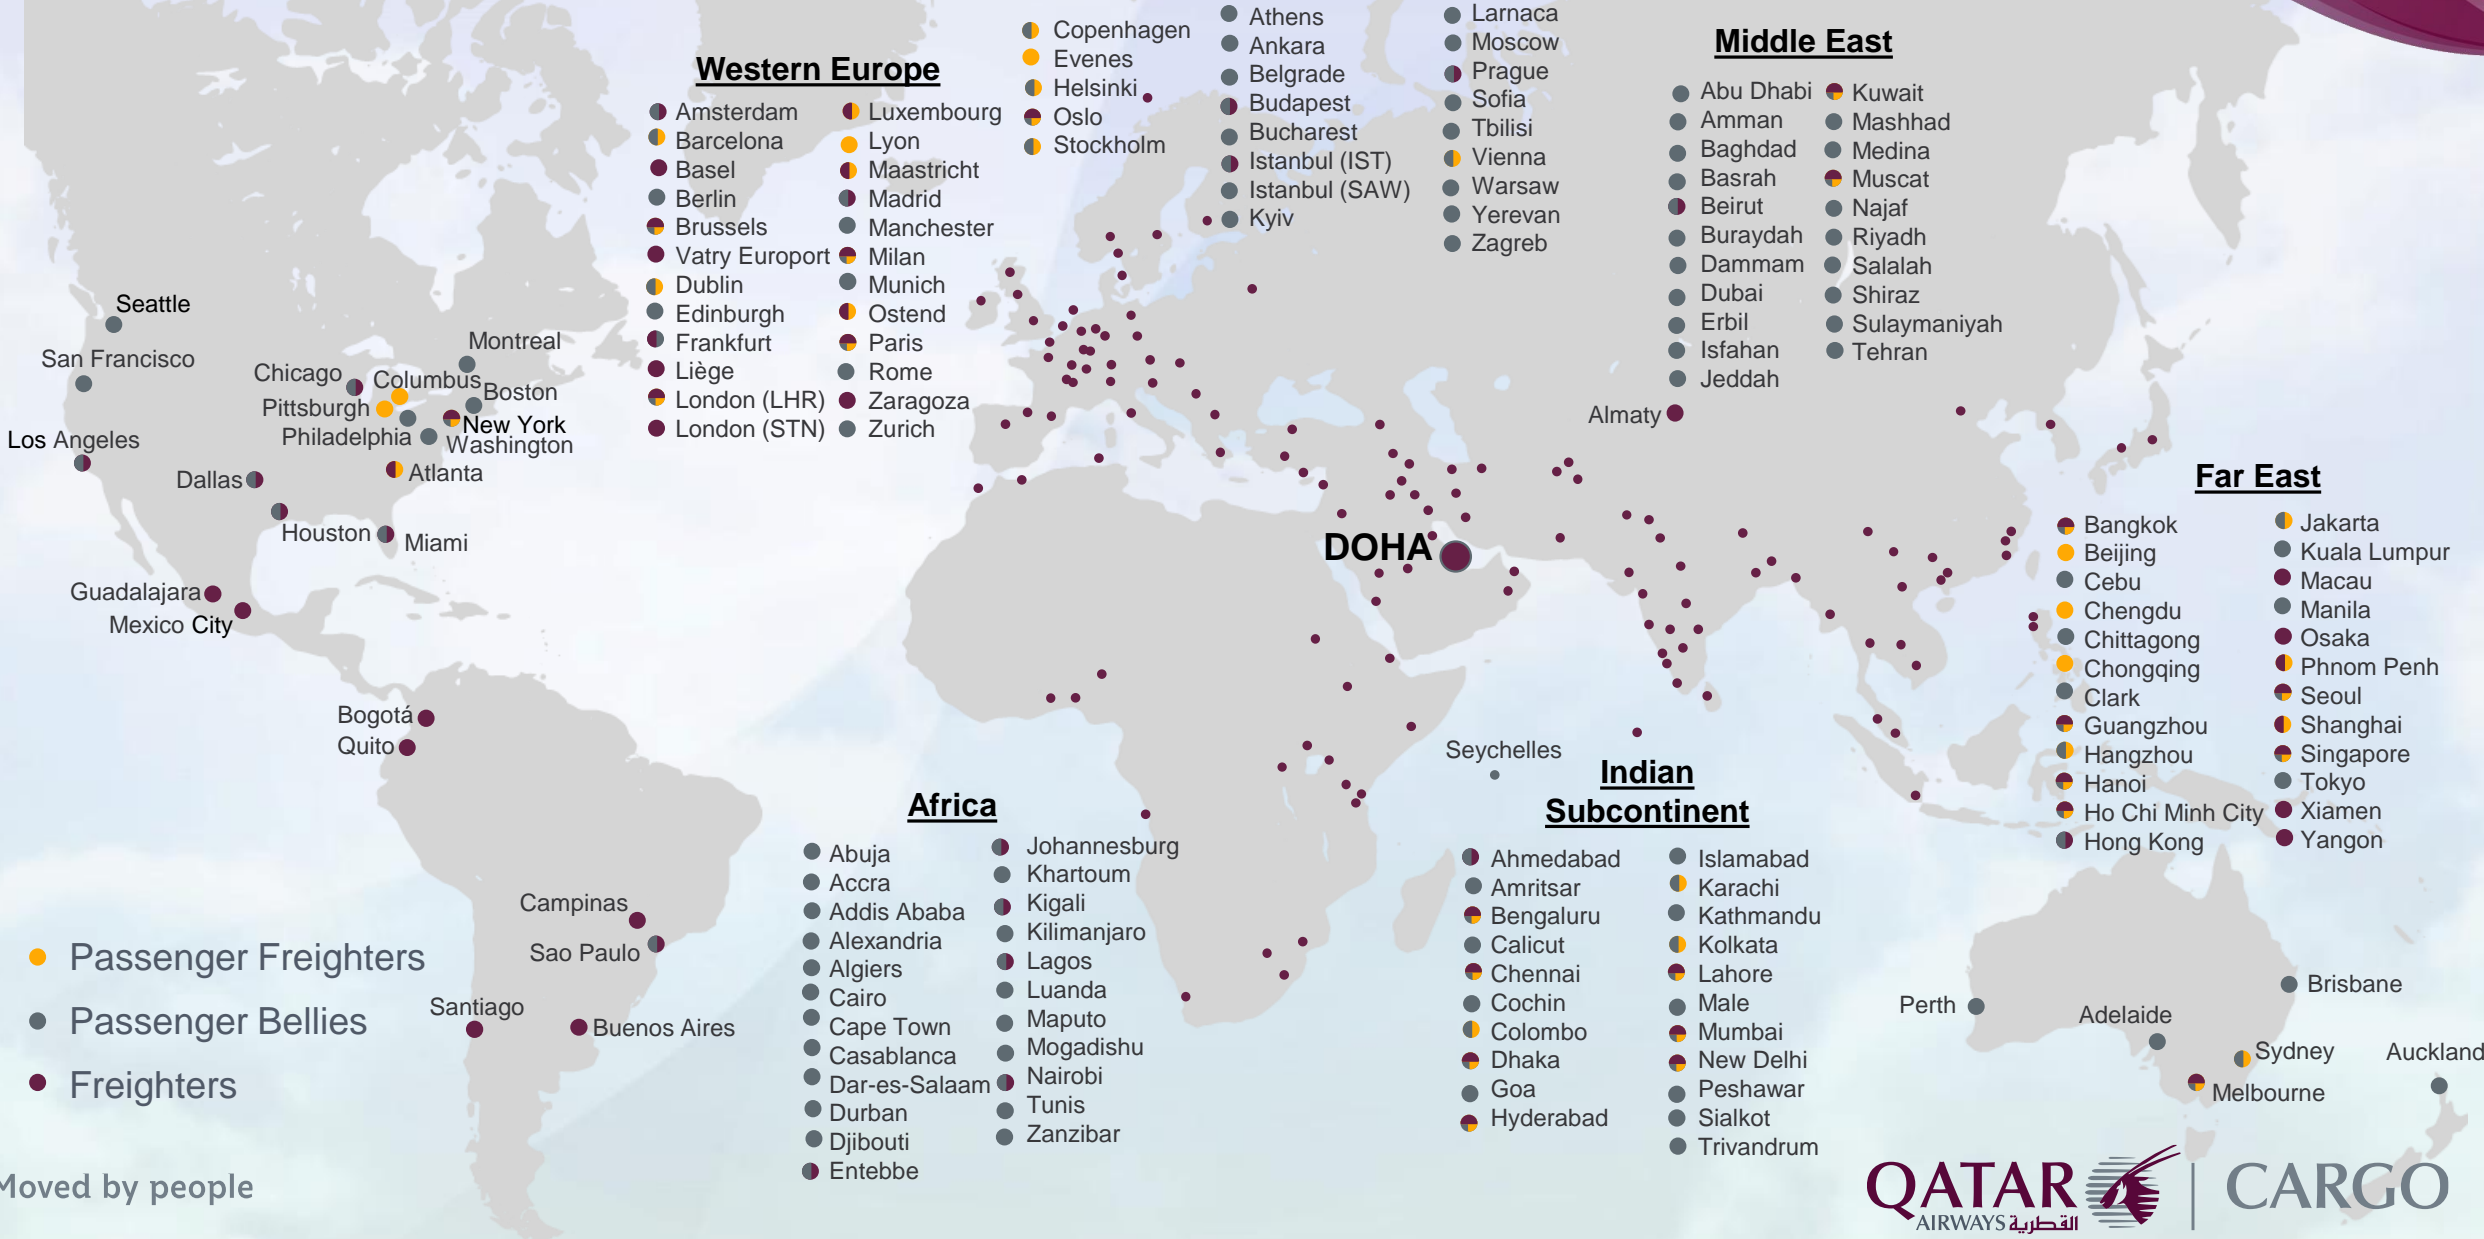 Copenhagen
Evenes
Helsinki
Oslo
Stockholm
Athens
Ankara
Belgrade
Budapest
Bucharest
Istanbul (IST)
Istanbul (SAW)
Kyiv
Larnaca
Moscow
Prague
Sofia
Tbilisi
Vienna
Warsaw
Yerevan
Zagreb
Western Europe
Amsterdam
Barcelona
Basel
Berlin
Brussels
Vatry Europort
Dublin
Edinburgh
Frankfurt
Liège
London (LHR)
London (STN)
Luxembourg
Lyon
Maastricht
Madrid
Manchester
Milan
Munich
Ostend
Paris
Rome
Zaragoza
Zurich
Middle East
Abu Dhabi
Amman
Baghdad
Basrah
Beirut
Buraydah
Dammam
Dubai
Erbil
Isfahan
Jeddah
Kuwait
Mashhad
Medina
Muscat
Najaf
Riyadh
Salalah
Shiraz
Sulaymaniyah
Tehran
Almaty
Seattle
San Francisco
Los Angeles
Chicago
Columbus
Pittsburgh
Philadelphia
Montreal
Boston
New York
Washington
Atlanta
Dallas
Houston
Miami
Guadalajara
Mexico City
Bogotá
Quito
Campinas
Sao Paulo
Santiago
Buenos Aires
DOHA
Seychelles
Far East
Bangkok
Beijing
Cebu
Chengdu
Chittagong
Chongqing
Clark
Guangzhou
Hangzhou
Hanoi
Ho Chi Minh City
Hong Kong
Jakarta
Kuala Lumpur
Macau
Manila
Osaka
Phnom Penh
Seoul
Shanghai
Singapore
Tokyo
Xiamen
Yangon
Africa
Abuja
Accra
Addis Ababa
Alexandria
Algiers
Cairo
Cape Town
Casablanca
Dar-es-Salaam
Durban
Djibouti
Entebbe
Johannesburg
Khartoum
Kigali
Kilimanjaro
Lagos
Luanda
Maputo
Mogadishu
Nairobi
Tunis
Zanzibar
Indian
Subcontinent
Ahmedabad
Amritsar
Bengaluru
Calicut
Chennai
Cochin
Colombo
Dhaka
Goa
Hyderabad
Islamabad
Karachi
Kathmandu
Kolkata
Lahore
Male
Mumbai
New Delhi
Peshawar
Sialkot
Trivandrum
Perth
Adelaide
Brisbane
Sydney
Melbourne
Auckland
Passenger Freighters
Passenger Bellies
Freighters
Moved by people
QATAR
AIRWAYS القطرية
CARGO